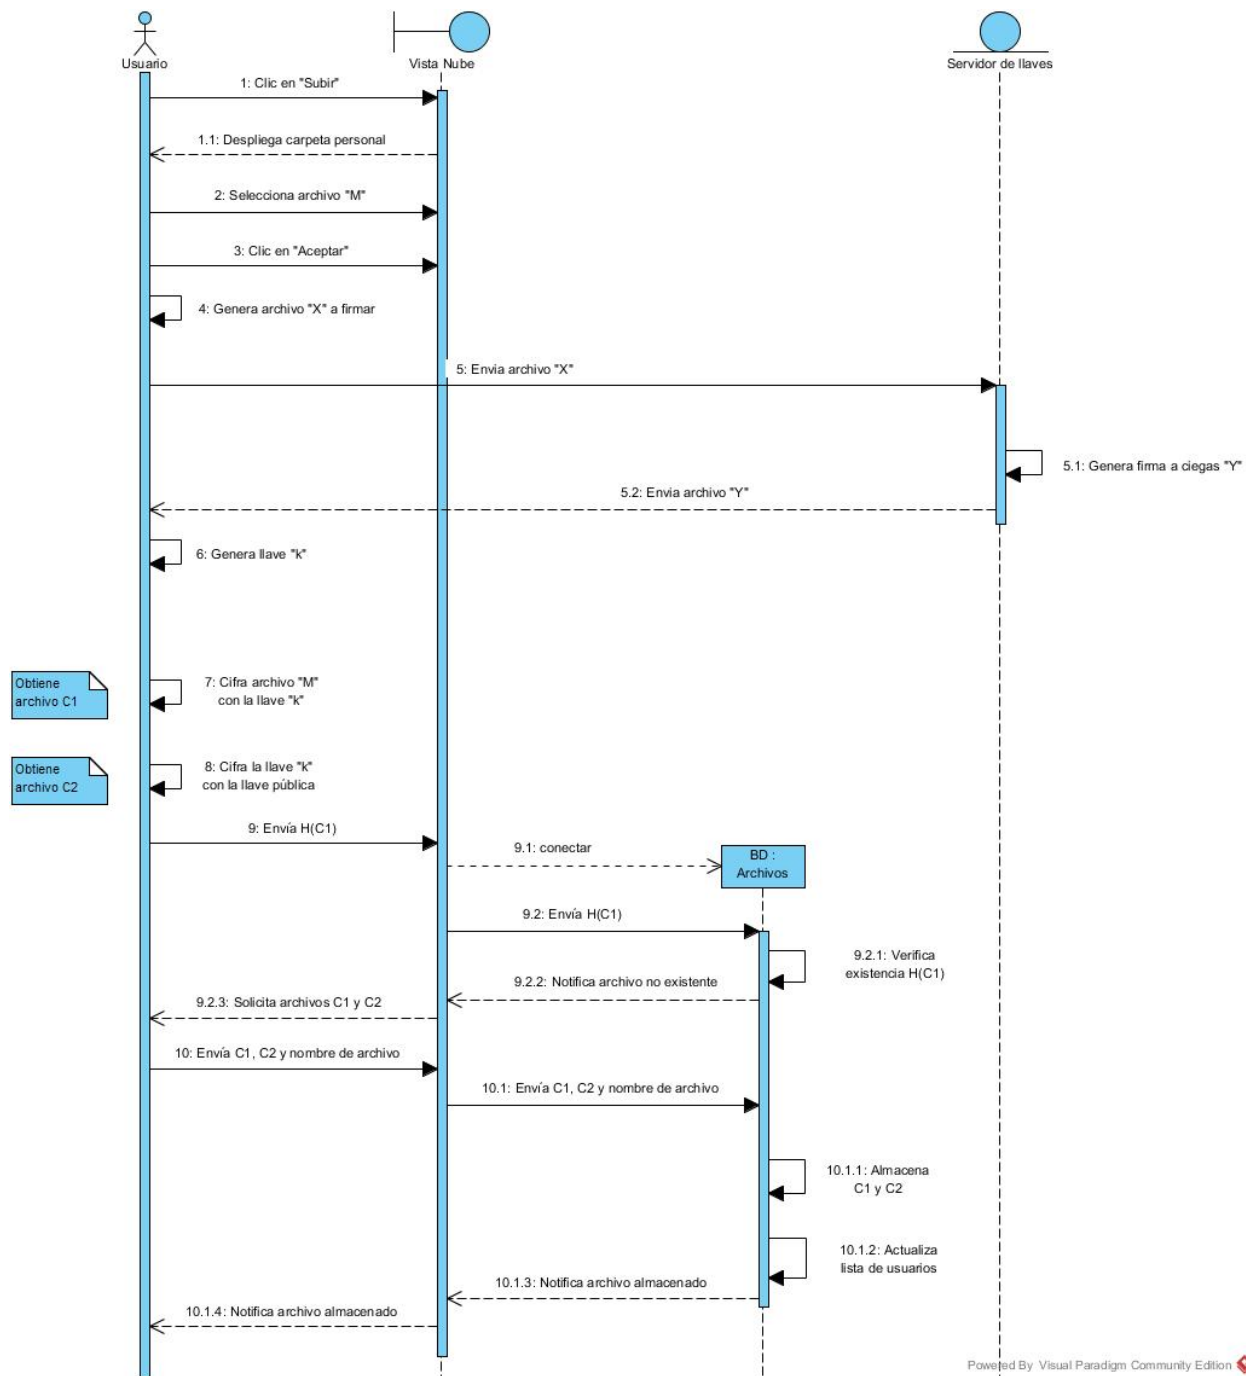 Usuario
Vista Nube
Servidor de llaves
1: Clic en "Subir"
1.1: Despliega carpeta personal
2: Selecciona archivo "M"
3: Clic en "Aceptar"
4: Genera archivo "X" a firmar
5: Envia archivo "X"
5.1: Genera firma a ciegas "Y"
5.2: Envia archivo "Y"
6: Genera llave "k"
Obtiene
archivo C1
7: Cifra archivo "M"
con la llave "k"
Obtiene
archivo C2
8: Cifra la llave "k"
con la llave pública
9: Envía H(C1)
9.1: conectar
BD :
Archivos
9.2: Envía H(C1)
9.2.1: Verifica
existencia H(C1)
9.2.2: Notifica archivo no existente
9.2.3: Solicita archivos C1 y C2
10: Envía C1, C2 y nombre de archivo
10.1: Envía C1, C2 y nombre de archivo
10.1.1: Almacena
C1 y C2
10.1.2: Actualiza
lista de usuarios
10.1.3: Notifica archivo almacenado
10.1.4: Notifica archivo almacenado
Powered By Visual Paradigm Community Edition